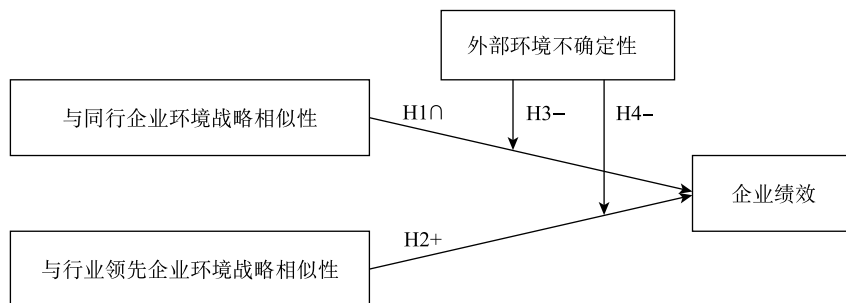 外部环境不确定性
与同行企业环境战略相似性
H1∩
H3−
H4−
企业绩效
H2+
与行业领先企业环境战略相似性